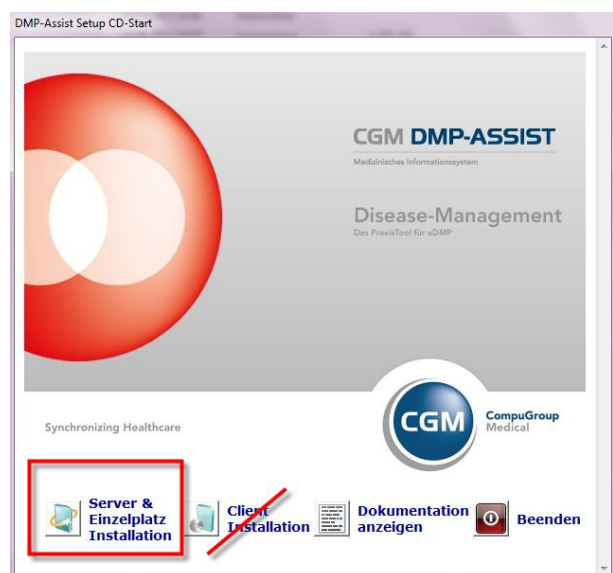 DMP-Assist Setup CD-Start
CGM DMP-ASSIST
Medizinisches Informationssystem
Disease-Management
Das PraxisTool für eDMP
Synchronizing Healthcare
CGM
CompuGroup
Medical
Server &
Einzelplatz
Installation
Client
Installation
Dokumentation
anzeigen
Beenden